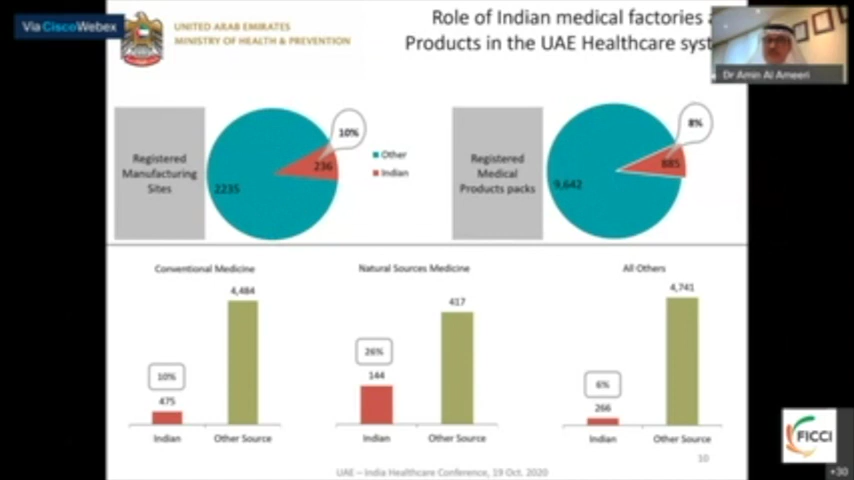 Via CiscoWebex
UNITED ARAB EMIRATES
MINISTRY OF HEALTH & PREVENTION
Role of Indian medical factories a
Products in the UAE Healthcare syst
Dr Amin Al Ameeri
Registered
Manufacturing
Sites
2235
236
10%
Other
Indian
Registered
Medical
Products packs
9,642
885
8%
Conventional Medicine
4,484
10%
475
Indian
Other Source
Natural Sources Medicine
417
26%
144
Indian
Other Source
All Others
4,741
6%
266
Indian
Other Source
10
UAE – India Healthcare Conference, 19 Oct. 2020
FICCI
+30